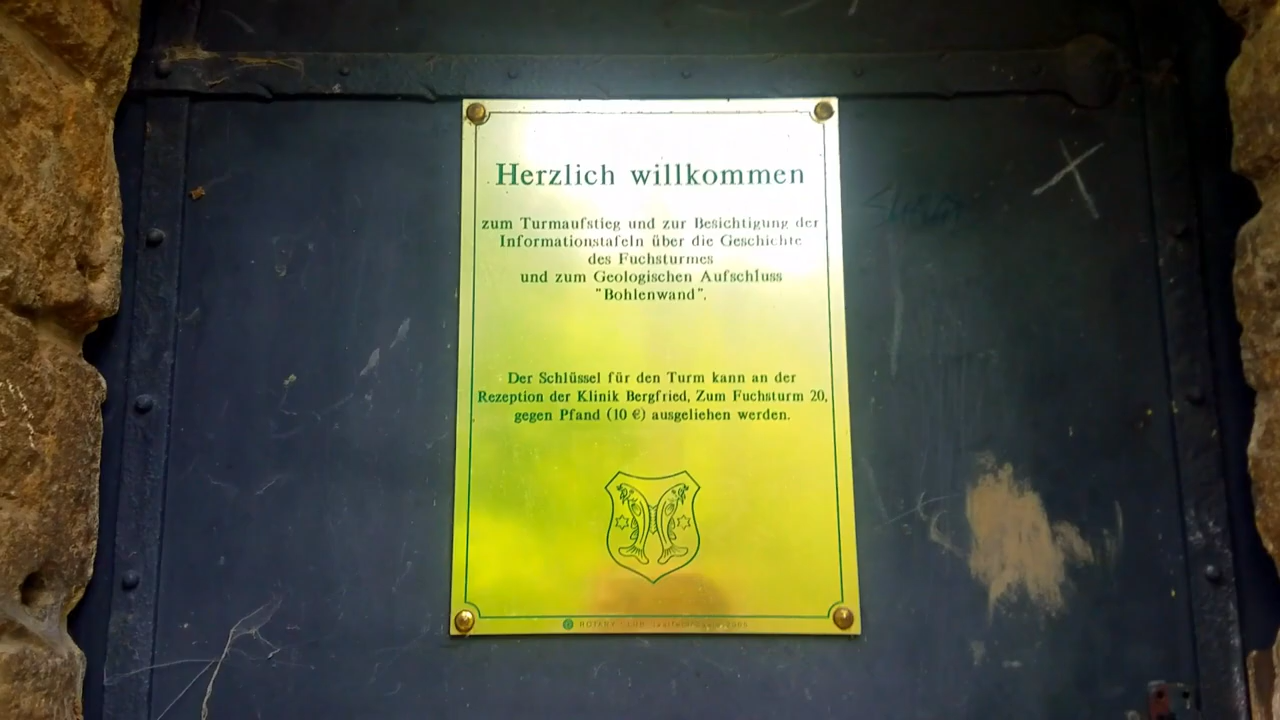 Herzlich willkommen
zum Turmaufstieg und zur Besichtigung der
Informationstafeln über die Geschichte
des Fuchsturmes
und zum Geologischen Aufschluss
"Bohlenwand".
Der Schlüssel für den Turm kann an der
Rezeption der Klinik Bergfried, Zum Fuchsturm 20,
gegen Pfand (10 €) ausgeliehen werden.
ROTARY CLUB